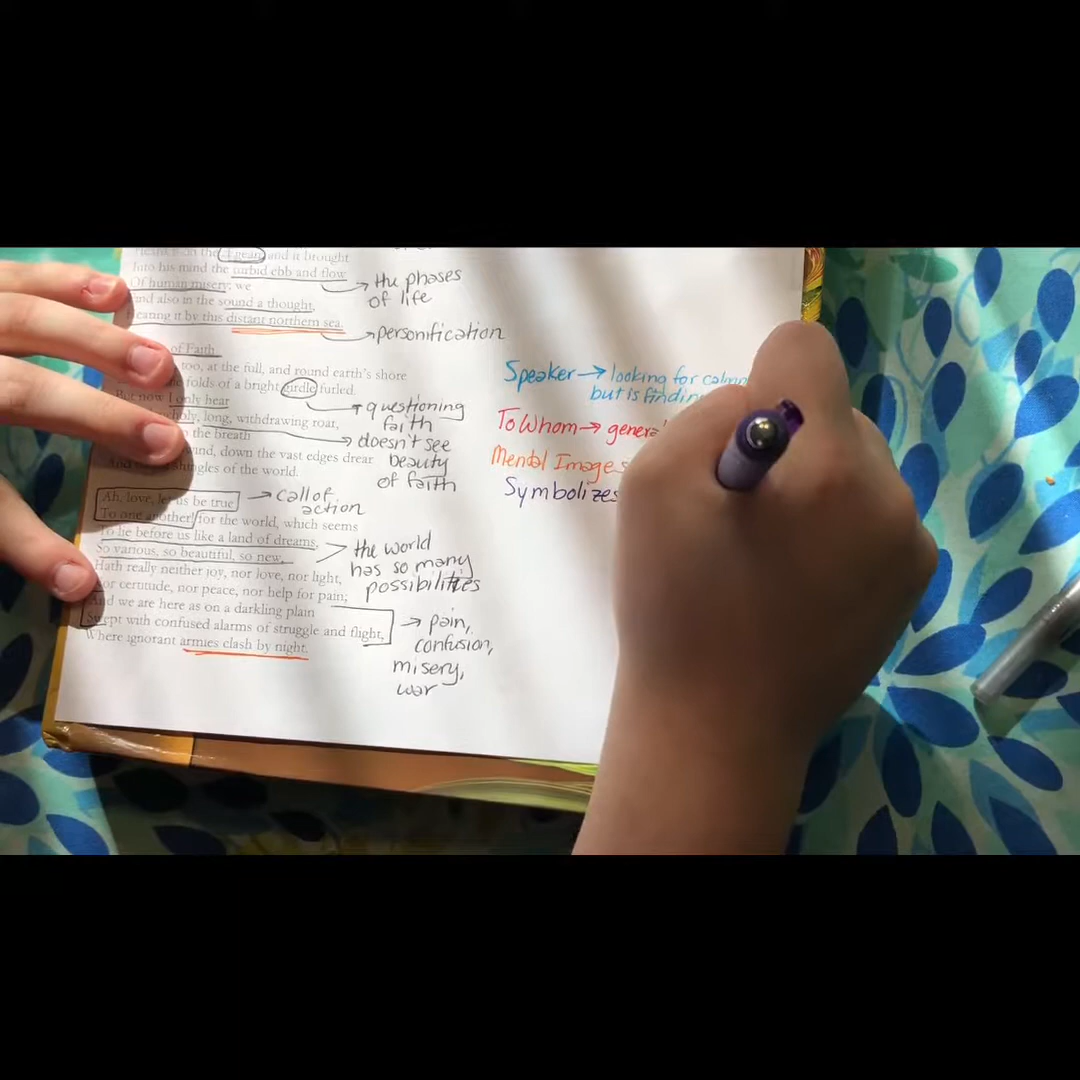 and it brought
Into his mind the turbid ebb and flow
Of human misery; we
also in the sound a thought,
Hearing it by this distant northern sea.
the phases
of life
personification
of Faith
too, at the full, and round earth's shore
folds of a bright girdle furled.
But now I only hear
long, withdrawing roar,
the breath
down the vast edges drear
shingles of the world.
questioning
faith
doesn't see
beauty
of faith
Ah, love, let us be true
To one another! for the world, which seems
To lie before us like a land of dreams,
So various, so beautiful, so new,
Hath really neither joy, nor love, nor light,
Nor certitude, nor peace, nor help for pain;
And we are here as on a darkling plain
Swept with confused alarms of struggle and flight,
Where ignorant armies clash by night.
call of
action
the world
has so many
possibilities
pain,
confusion,
misery,
war
Speaker → looking for
but is
To Whom →
Mental Images
Symbolizes